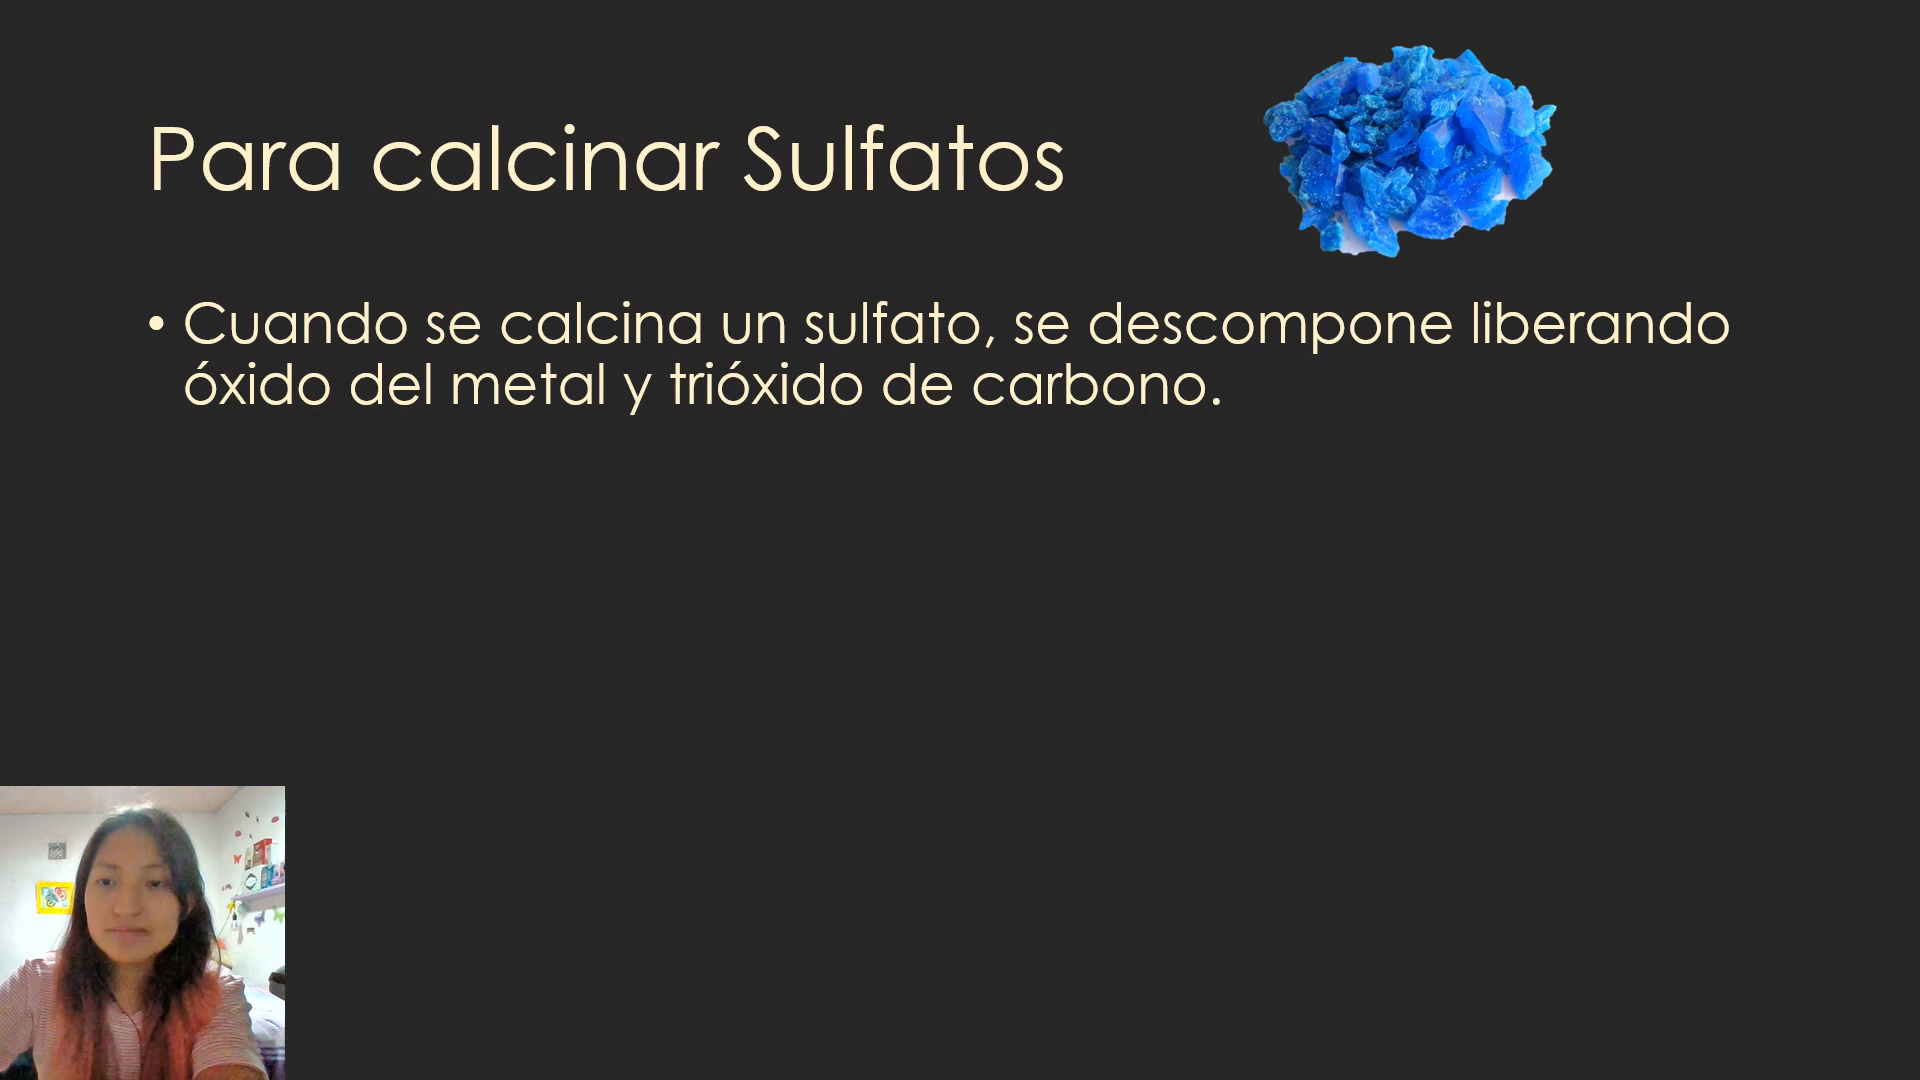 Para calcinar Sulfatos
• Cuando se calcina un sulfato, se descompone liberando
óxido del metal y trióxido de carbono.